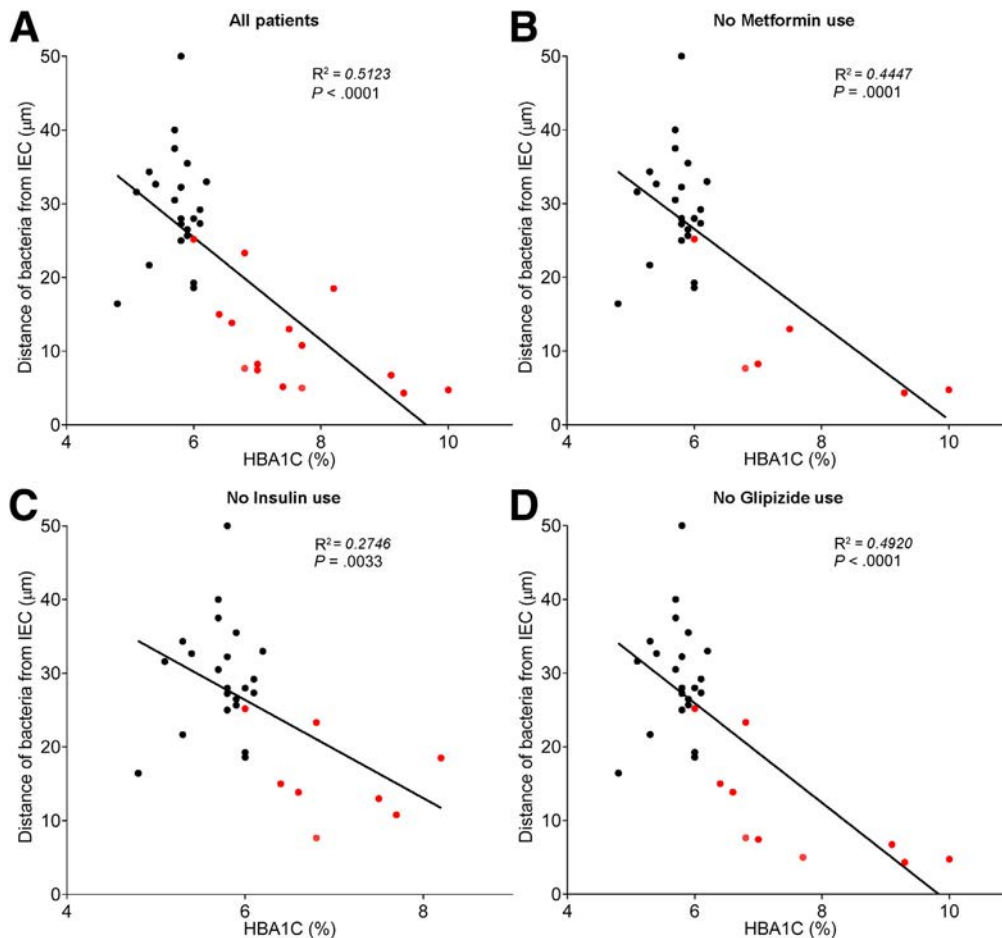 A
All patients
R² = 0.5123
P < .0001
Distance of bacteria from IEC (μm)
50
40
30
20
10
0
4
6
8
10
HBA1C (%)
B
No Metformin use
R² = 0.4447
P = .0001
Distance of bacteria from IEC (μm)
50
40
30
20
10
0
4
6
8
10
HBA1C (%)
C
No Insulin use
R² = 0.2746
P = .0033
Distance of bacteria from IEC (μm)
50
40
30
20
10
0
4
6
8
HBA1C (%)
D
No Glipizide use
R² = 0.4920
P < .0001
Distance of bacteria from IEC (μm)
50
40
30
20
10
0
4
6
8
10
HBA1C (%)